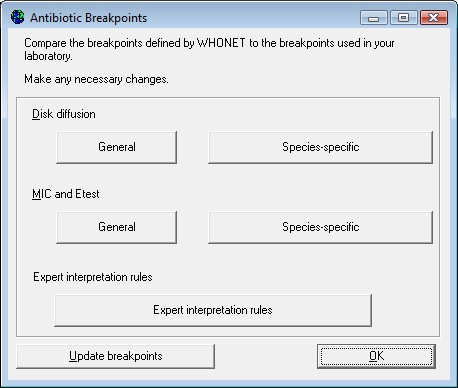 Antibiotic Breakpoints
Compare the breakpoints defined by WHONET to the breakpoints used in your
laboratory.
Make any necessary changes.
Disk diffusion
General
Species-specific
MIC and Etest
General
Species-specific
Expert interpretation rules
Expert interpretation rules
Update breakpoints
OK